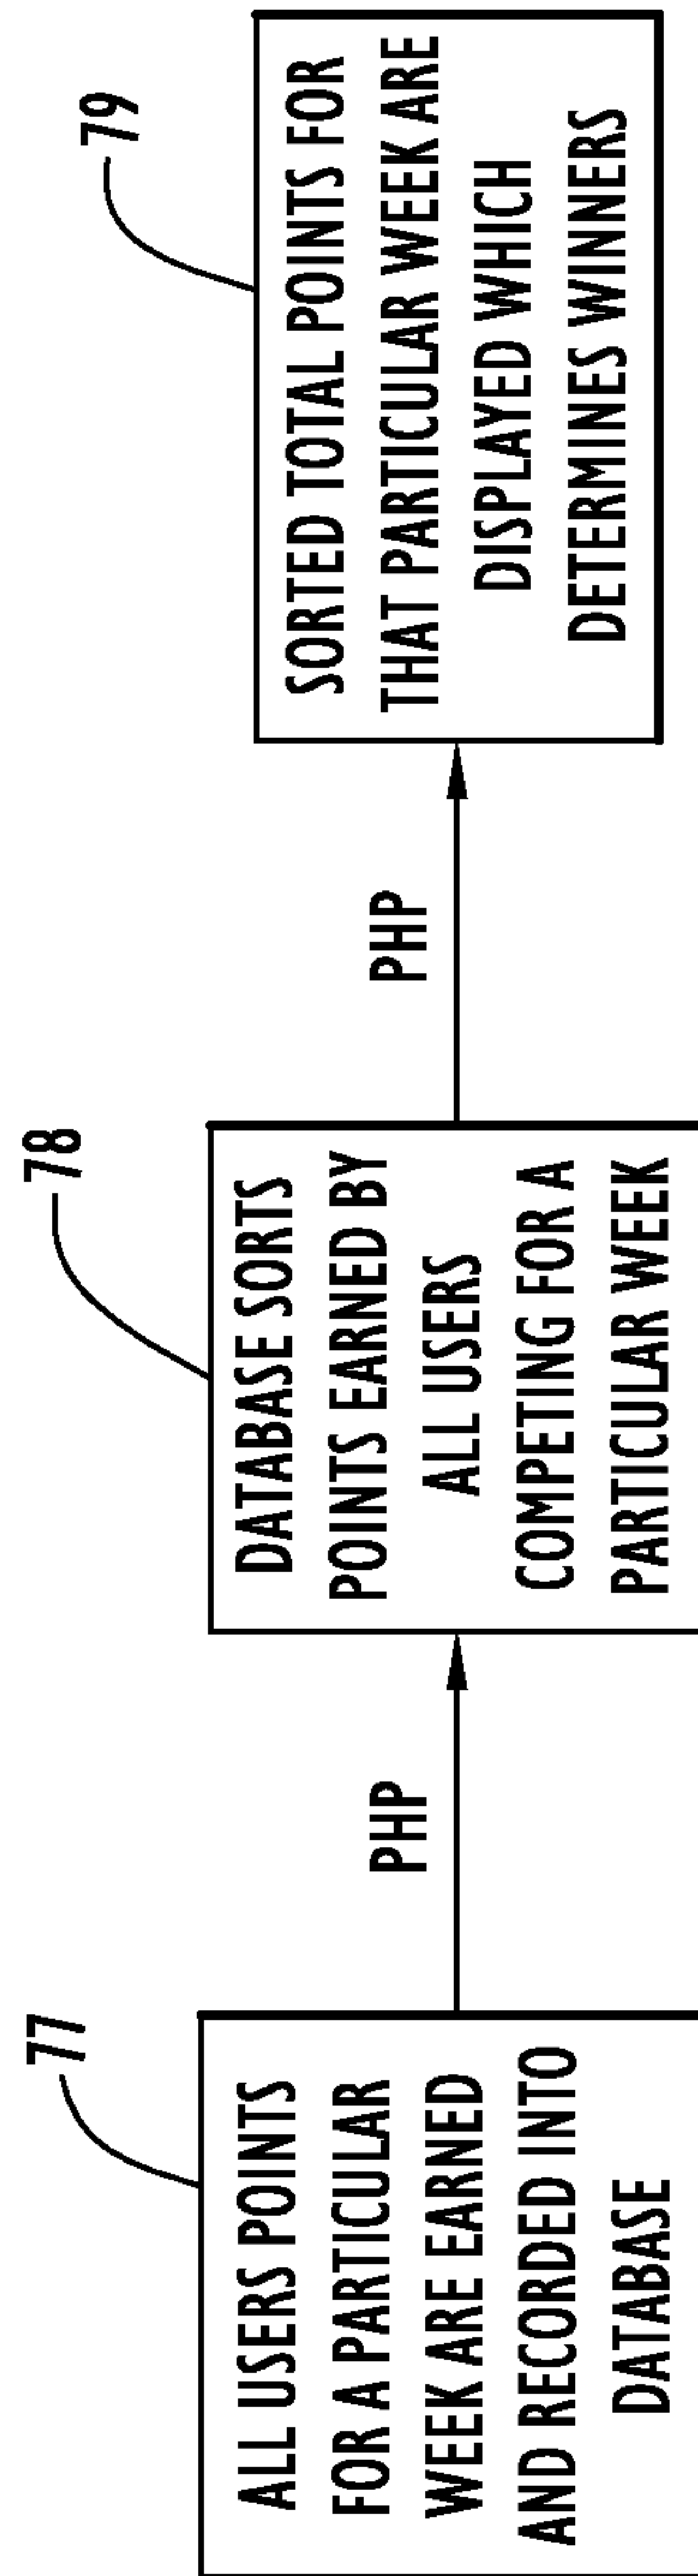 77
ALL USERS POINTS
FOR A PARTICULAR
WEEK ARE EARNED
AND RECORDED INTO
DATABASE
PHP
78
DATABASE SORTS
POINTS EARNED BY
ALL USERS
COMPETING FOR A
PARTICULAR WEEK
PHP
79
SORTED TOTAL POINTS FOR
THAT PARTICULAR WEEK ARE
DISPLAYED WHICH
DETERMINES WINNERS